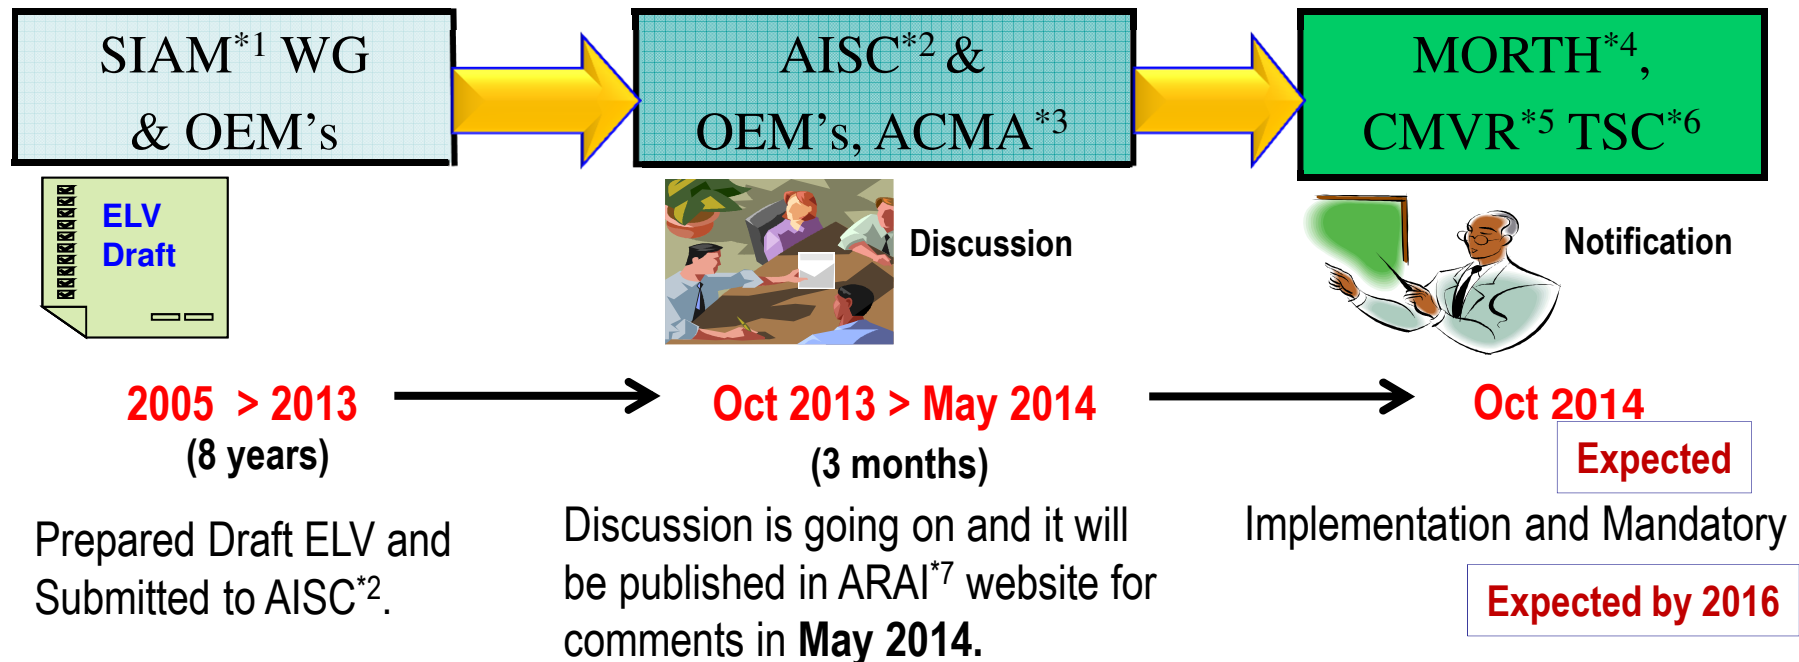 SIAM*1 WG
& OEM's
AISC*2 &
OEM's, ACMA*3
MORTH*4,
CMVR*5 TSC*6
ELV
Draft
Discussion
Notification
2005 > 2013
(8 years)
Oct 2013 > May 2014
(3 months)
Oct 2014
Expected
Prepared Draft ELV and
Submitted to AISC*2.
Discussion is going on and it will
be published in ARAI*7 website for
comments in May 2014.
Implementation and Mandatory
Expected by 2016